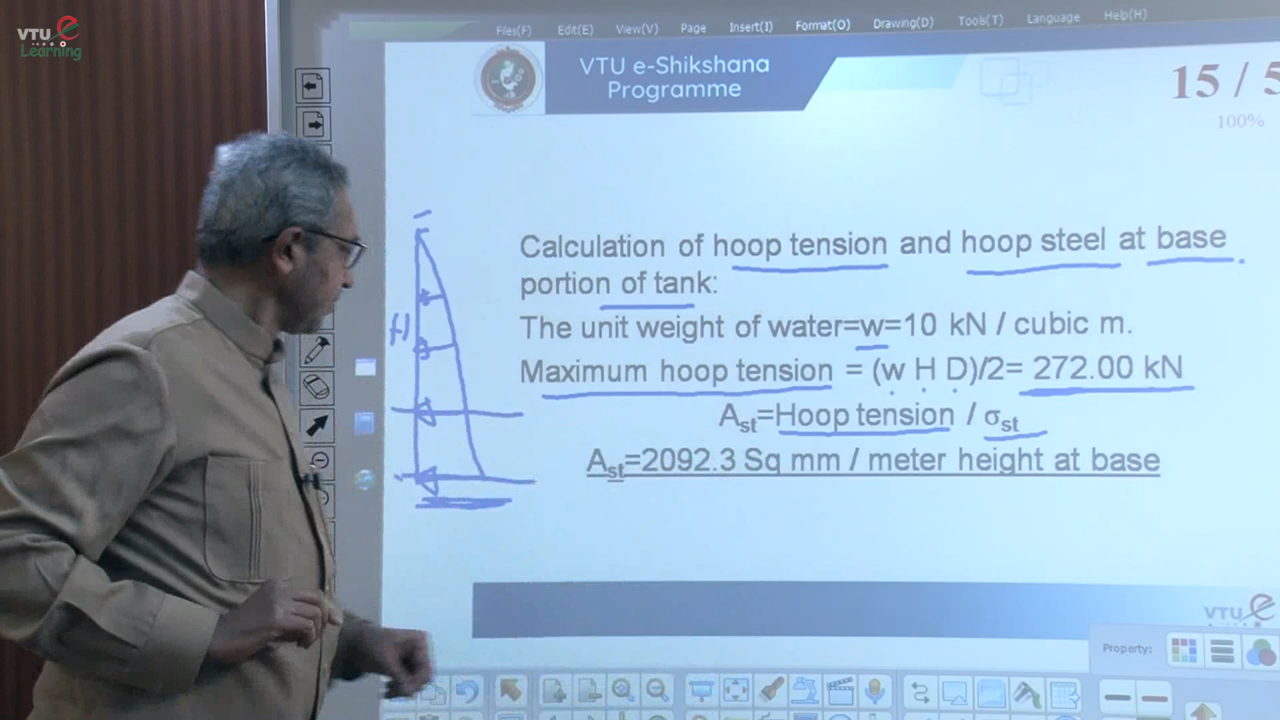 VTU e
Learning
Files(F) Edit(E) View(V) Page Insert(I) Format(O) Drawing(D) Tools(T) Language Help(H)
VTU e-Shikshana
Programme
15 / 5
100%
Calculation of hoop tension and hoop steel at base
portion of tank:
The unit weight of water=w=10 kN / cubic m.
Maximum hoop tension = (w H D)/2= 272.00 kN
Ast=Hoop tension / σst
Ast=2092.3 Sq mm / meter height at base
H
VTU e
Property: